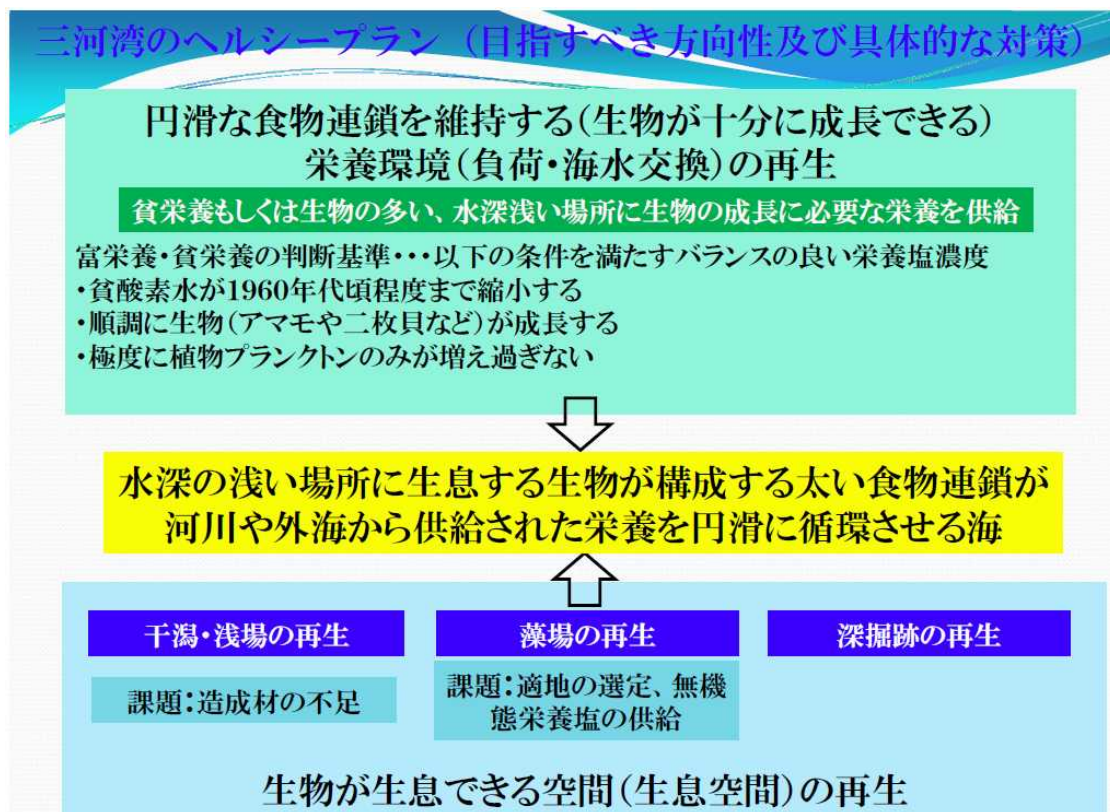 三河湾のヘルシープラン（目指すべき方向性及び具体的な対策）
円滑な食物連鎖を維持する（生物が十分に成長できる）
栄養環境（負荷・海水交換）の再生
貧栄養もしくは生物の多い、水深浅い場所に生物の成長に必要な栄養を供給
富栄養・貧栄養の判断基準・・・以下の条件を満たすバランスの良い栄養塩濃度
・貧酸素水が1960年代頃程度まで縮小する
・順調に生物（アマモや二枚貝など）が成長する
・極度に植物プランクトンのみが増え過ぎない
水深の浅い場所に生息する生物が構成する太い食物連鎖が
河川や外海から供給された栄養を円滑に循環させる海
干潟・浅場の再生
課題：造成材の不足
藻場の再生
課題：適地の選定、無機
態栄養塩の供給
深掘跡の再生
生物が生息できる空間（生息空間）の再生